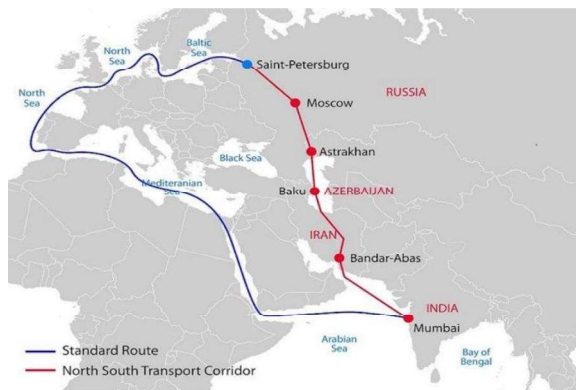 North
Sea
Baltic
Sea
Saint-Petersburg
Moscow
RUSSIA
North
Sea
Astrakhan
Black Sea
Mediteranian
Sea
Baku
AZERBAIJAN
IRAN
Bandar-Abas
INDIA
Mumbai
Arabian
Sea
Bay of
Bengal
Standard Route
North South Transport Corridor